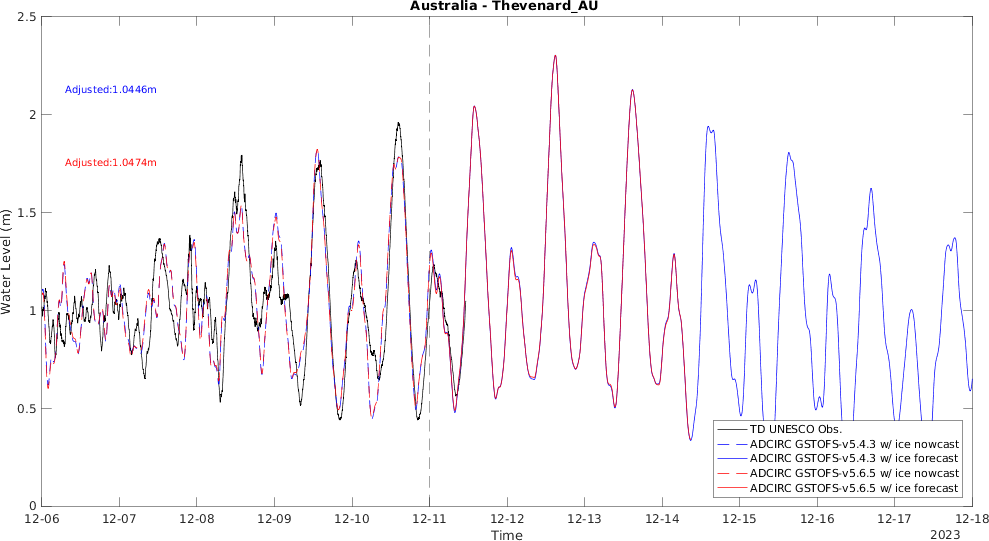 Australia - Thevenard_AU
2.5
2
1.5
1
0.5
0
Water Level (m)
Adjusted:1.0446m
Adjusted:1.0474m
TD UNESCO Obs.
ADCIRC GSTOFS-v5.4.3 w/ ice nowcast
ADCIRC GSTOFS-v5.4.3 w/ ice forecast
ADCIRC GSTOFS-v5.6.5 w/ ice nowcast
ADCIRC GSTOFS-v5.6.5 w/ ice forecast
12-06 12-07 12-08 12-09 12-10 12-11 12-12 12-13 12-14 12-15 12-16 12-17 12-18
Time
2023